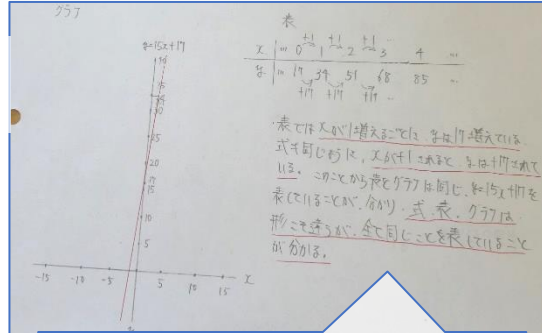 グラフ
表
y=15x+17
+1 +1 +1
x … 0 1 2 3 4 …
y … 17 34 51 68 85 …
+17 +17 +17 …
20
15
10
5
-15 -10 -5 5 10 15 x
・表ではxが1増えるごとに、yは17増えている。
式も同じように、xが+1されると、yは+17されて
いる。このことから表とグラフは同じ、y=15x+17を
表していることが、分かり、式、表、グラフは
形こそ違うが、全て同じことを表していること
が分かる。